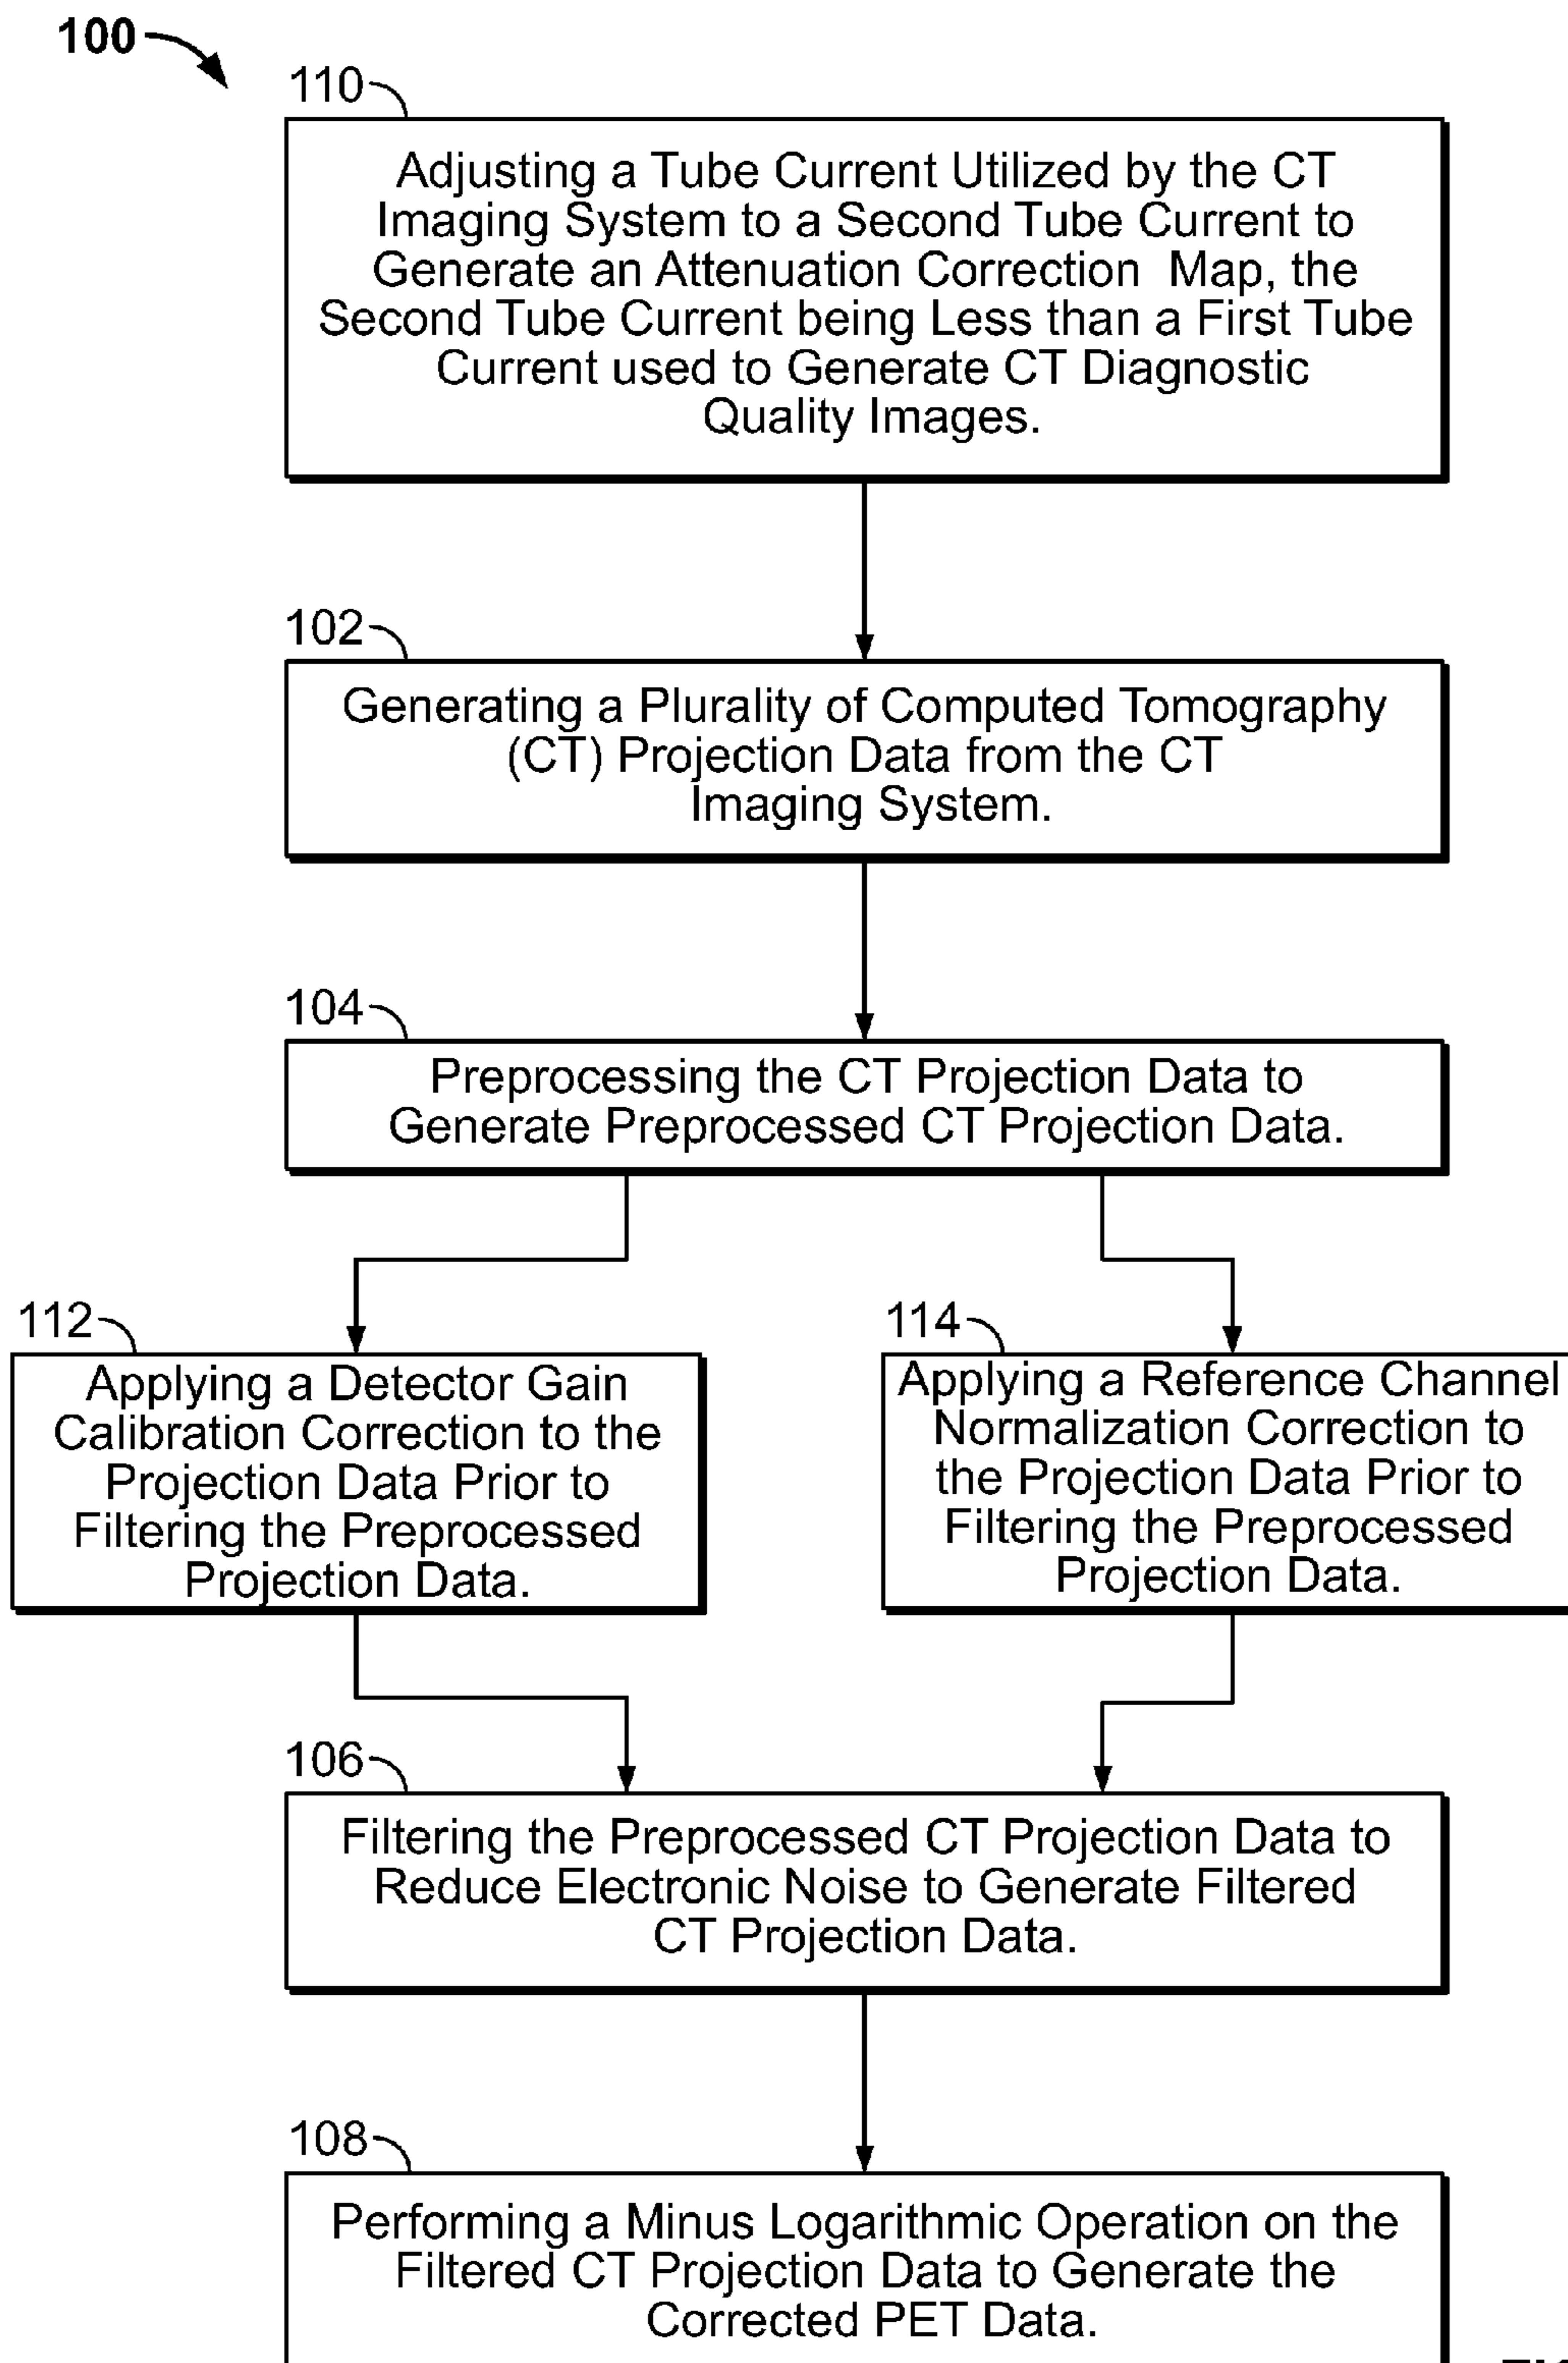 100
110
Adjusting a Tube Current Utilized by the CT
Imaging System to a Second Tube Current to
Generate an Attenuation Correction Map, the
Second Tube Current being Less than a First Tube
Current used to Generate CT Diagnostic
Quality Images.
102
Generating a Plurality of Computed Tomography
(CT) Projection Data from the CT
Imaging System.
104
Preprocessing the CT Projection Data to
Generate Preprocessed CT Projection Data.
112
Applying a Detector Gain
Calibration Correction to the
Projection Data Prior to
Filtering the Preprocessed
Projection Data.
114
Applying a Reference Channel
Normalization Correction to
the Projection Data Prior to
Filtering the Preprocessed
Projection Data.
106
Filtering the Preprocessed CT Projection Data to
Reduce Electronic Noise to Generate Filtered
CT Projection Data.
108
Performing a Minus Logarithmic Operation on the
Filtered CT Projection Data to Generate the
Corrected PET Data.